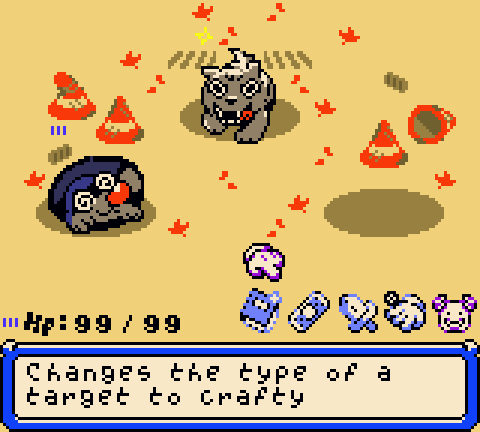 Hp: 99 / 99
Changes the type of a
target to Crafty